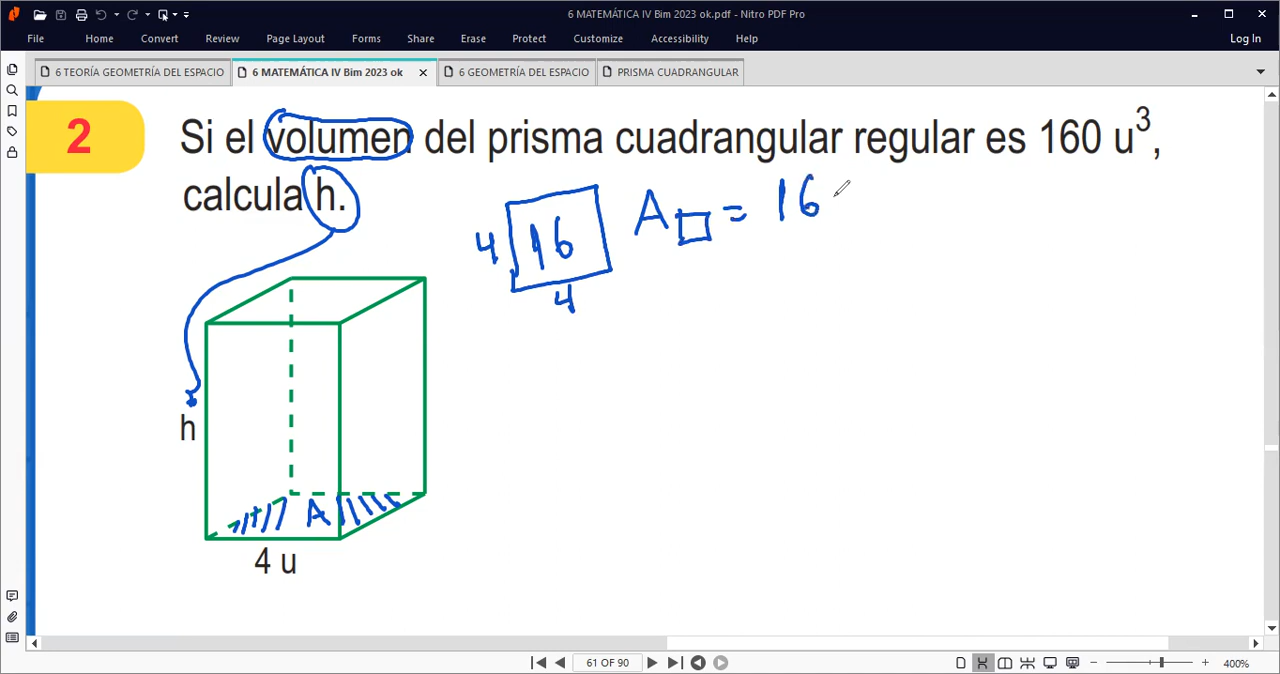 6 MATEMÁTICA IV Bim 2023 ok.pdf - Nitro PDF Pro
File Home Convert Review Page Layout Forms Share Erase Protect Customize Accessibility Help Log In
6 TEORÍA GEOMETRÍA DEL ESPACIO 6 MATEMÁTICA IV Bim 2023 ok 6 GEOMETRÍA DEL ESPACIO PRISMA CUADRANGULAR
2 Si el volumen del prisma cuadrangular regular es 160 u³,
calcula h.
4 16 A□ = 16
4
h
A
4 u
61 OF 90 400%